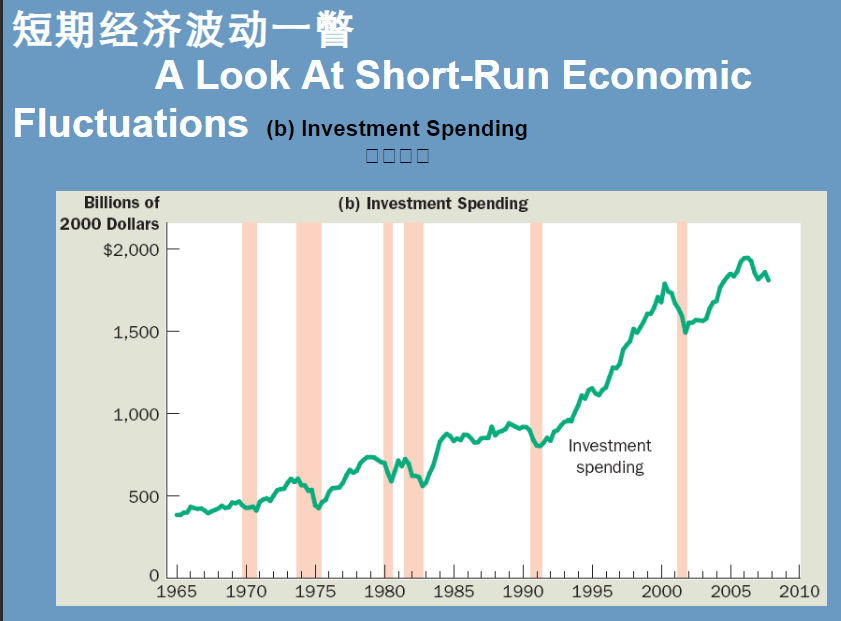 短期经济波动一瞥
A Look At Short-Run Economic
Fluctuations (b) Investment Spending
Billions of
2000 Dollars
(b) Investment Spending
$2,000
1,500
1,000
500
0
Investment
spending
1965 1970 1975 1980 1985 1990 1995 2000 2005 2010